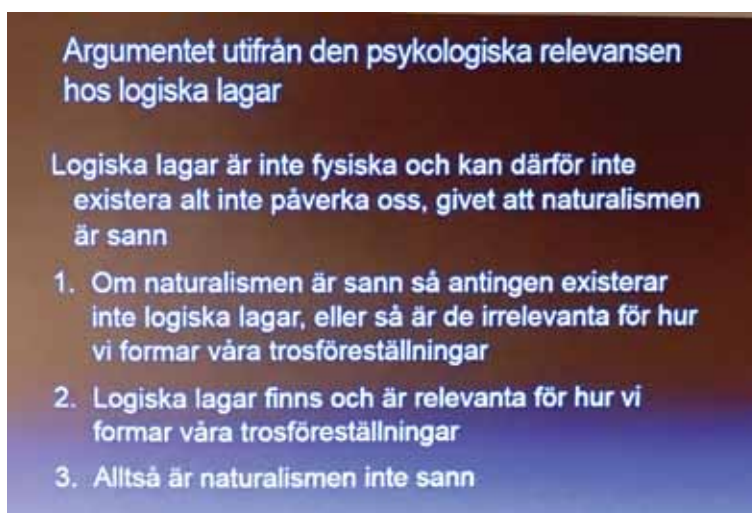 Argumentet utifrån den psykologiska relevansen
hos logiska lagar
Logiska lagar är inte fysiska och kan därför inte
existera alt inte påverka oss, givet att naturalismen
är sann
1. Om naturalismen är sann så antingen existerar
inte logiska lagar, eller så är de irrelevanta för hur
vi formar våra trosföreställningar
2. Logiska lagar finns och är relevanta för hur vi
formar våra trosföreställningar
3. Alltså är naturalismen inte sann